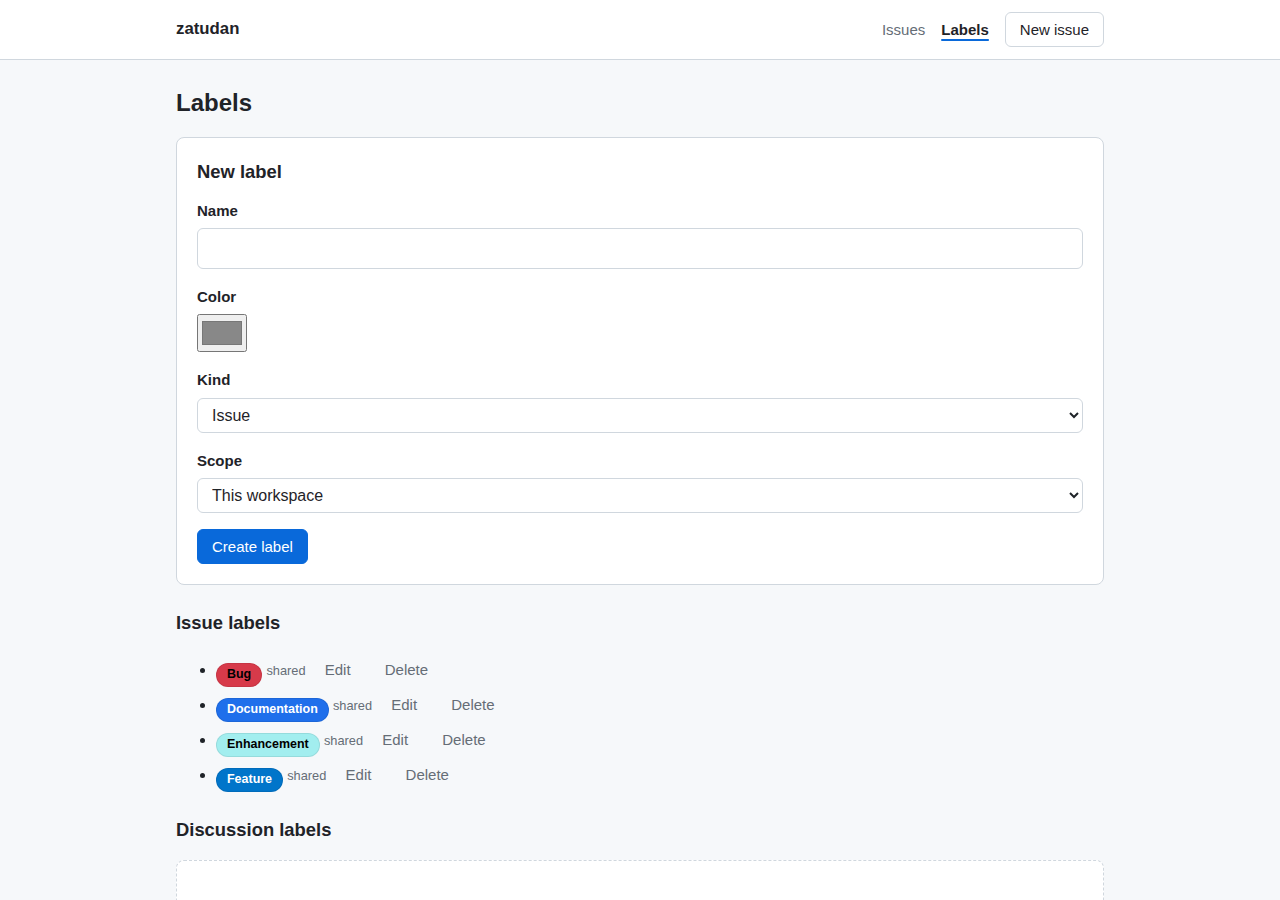 zatudan
Issues Labels New issue
Labels
New label
Name
Color
Kind
Issue
Scope
This workspace
Create label
Issue labels
Bug shared Edit Delete
Documentation shared Edit Delete
Enhancement shared Edit Delete
Feature shared Edit Delete
Discussion labels